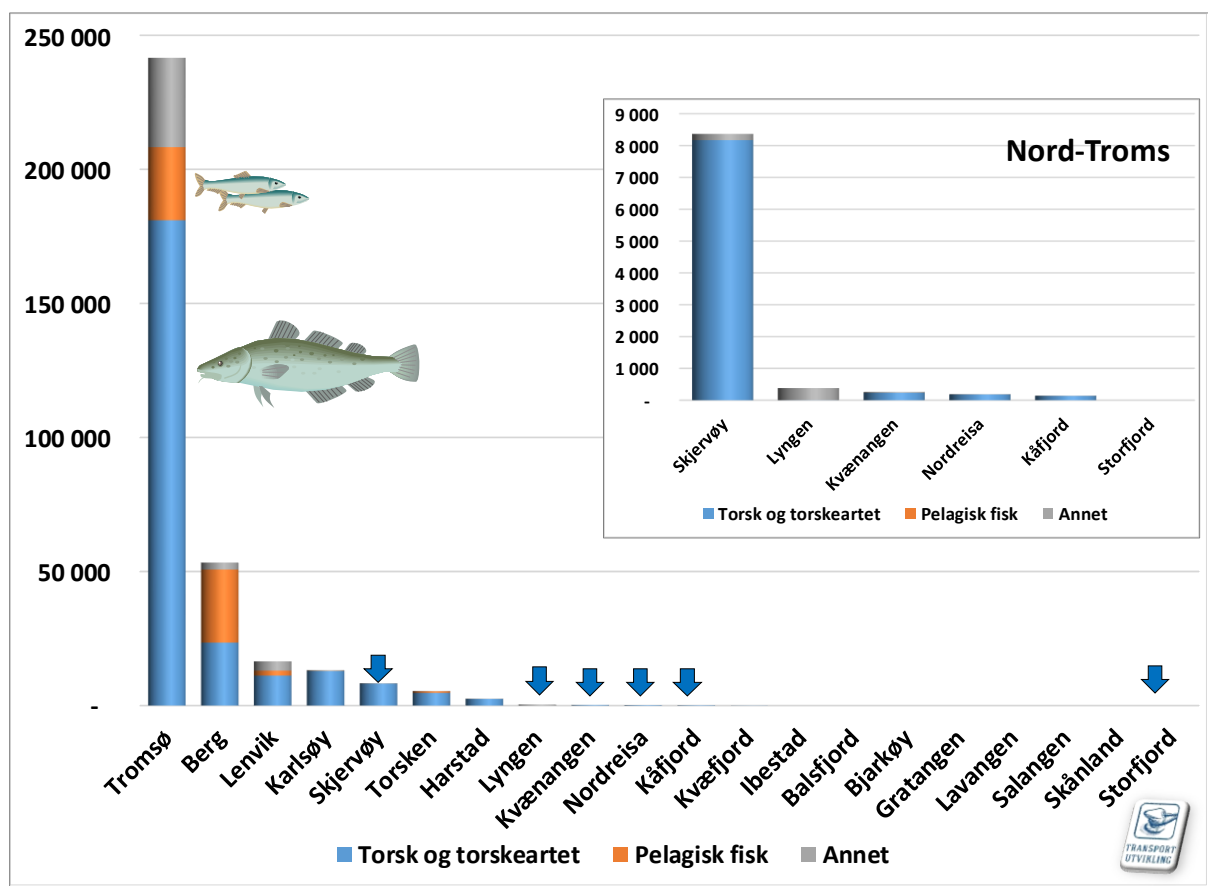 250 000
200 000
150 000
100 000
50 000
-
Tromsø
Berg
Lenvik
Karlsøy
Skjervøy
Torsken
Harstad
Lyngen
Kvænangen
Nordreisa
Kåfjord
Kvæfjord
Ibestad
Balsfjord
Bjarkøy
Gratangen
Lavangen
Salangen
Skånland
Storfjord
Torsk og torskeartet Pelagisk fisk Annet
Nord-Troms
9 000
8 000
7 000
6 000
5 000
4 000
3 000
2 000
1 000
-
Skjervøy
Lyngen
Kvænangen
Nordreisa
Kåfjord
Storfjord
Torsk og torskeartet Pelagisk fisk Annet
TRANSPORT
UTVIKLING